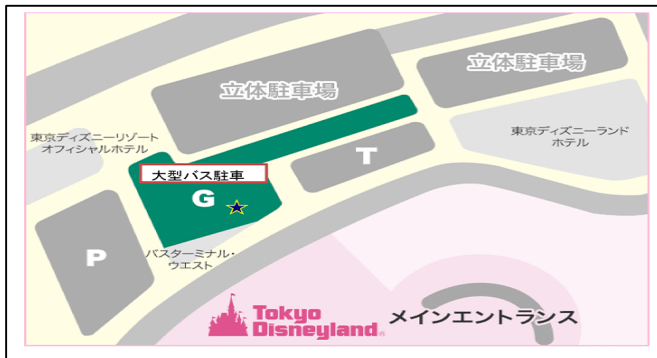 立体駐車場
立体駐車場
東京ディズニーリゾート
オフィシャルホテル
東京ディズニーランド
ホテル
大型バス駐車
T
G
P
バスターミナル・
ウエスト
Tokyo
Disneyland®
メインエントランス